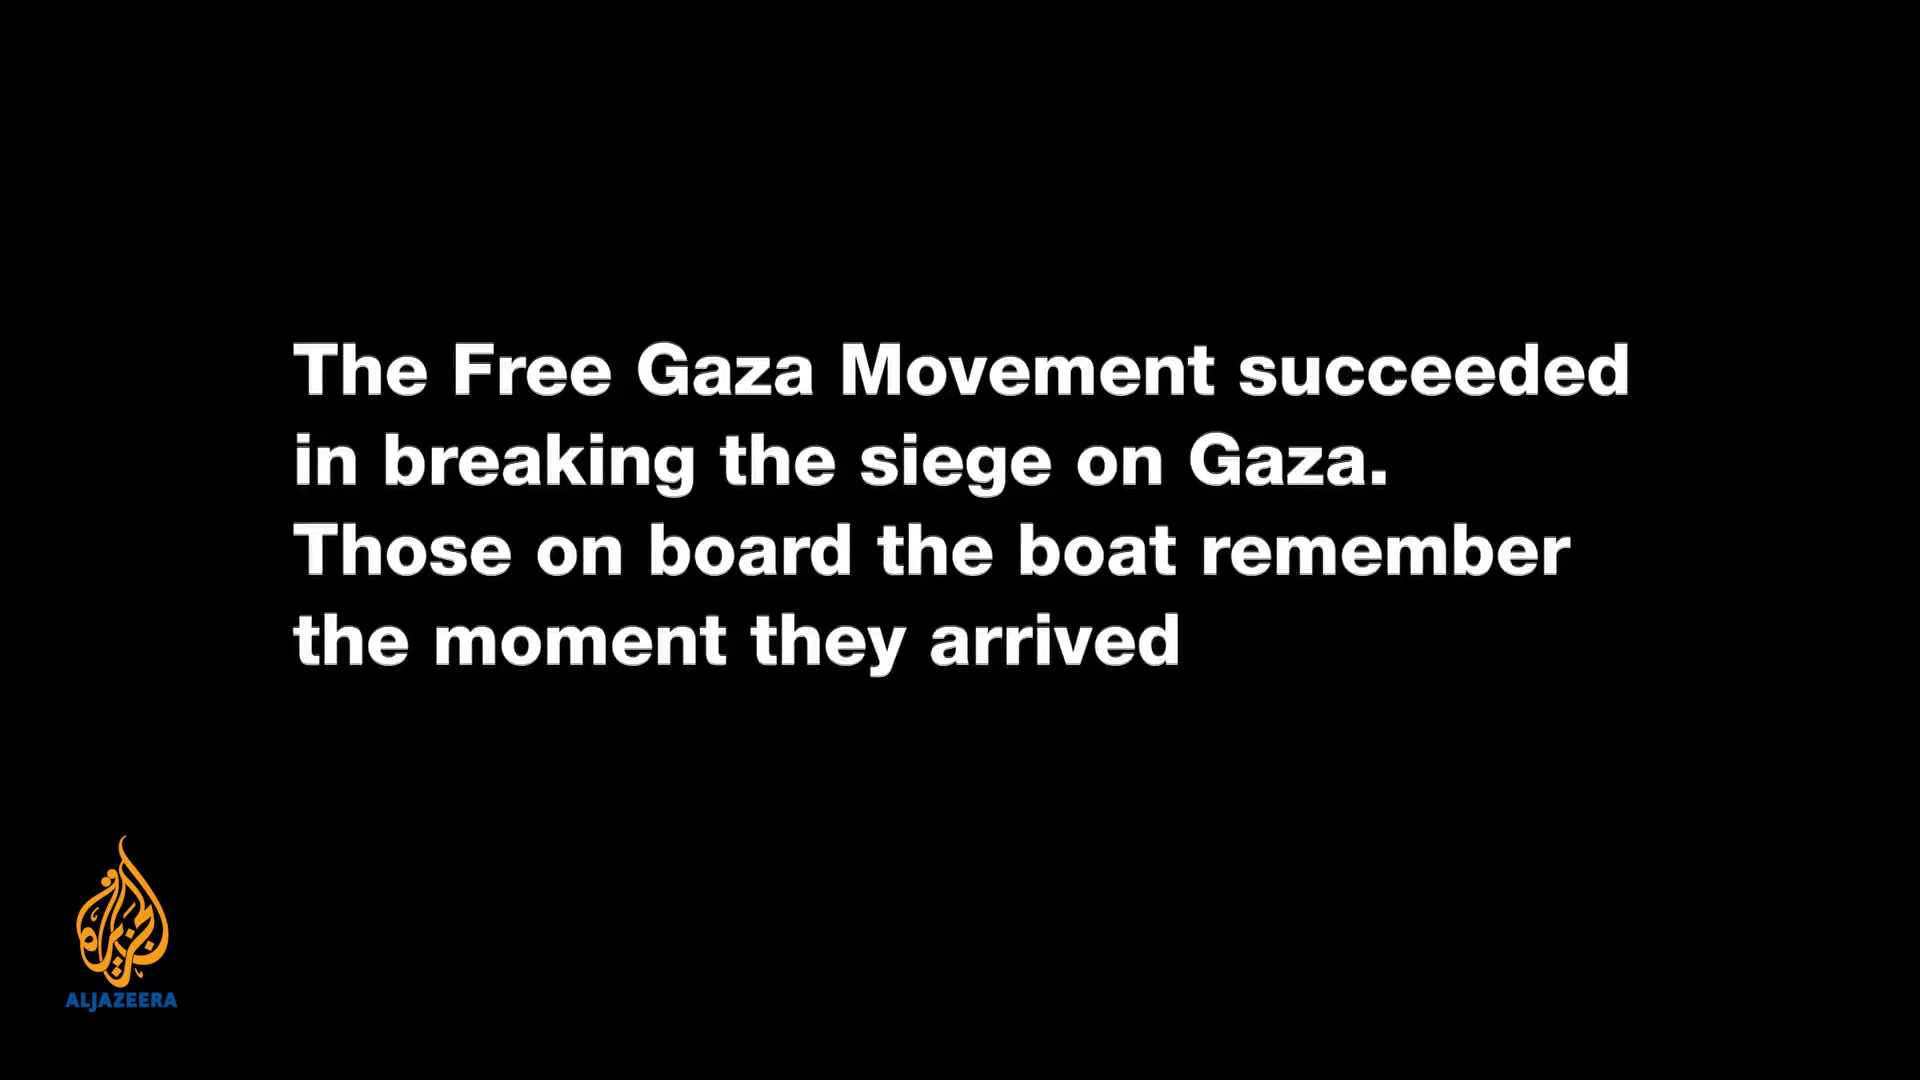 The Free Gaza Movement succeeded
in breaking the siege on Gaza.
Those on board the boat remember
the moment they arrived
الجزيرة
ALJAZEERA